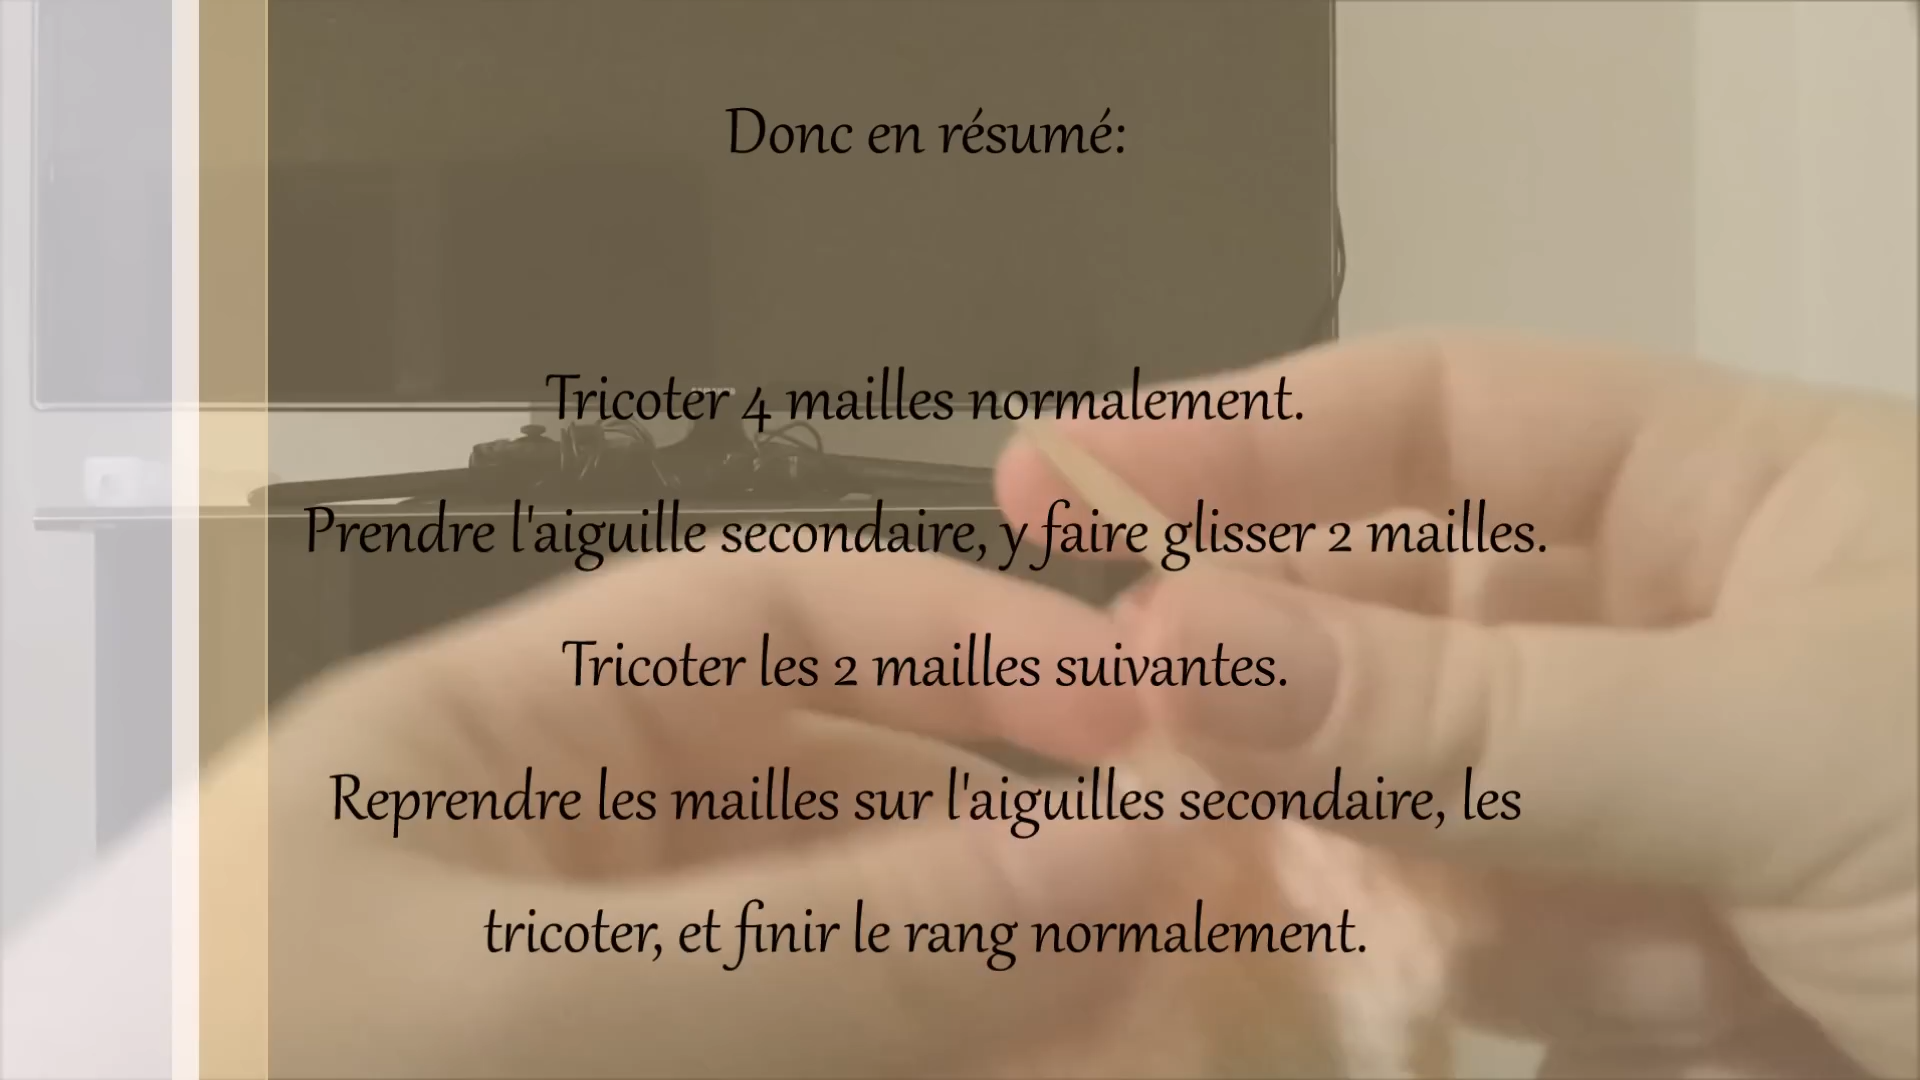 Donc en résumé:
Tricoter 4 mailles normalement.
Prendre l'aiguille secondaire, y faire glisser 2 mailles.
Tricoter les 2 mailles suivantes.
Reprendre les mailles sur l'aiguilles secondaire, les
tricoter, et finir le rang normalement.